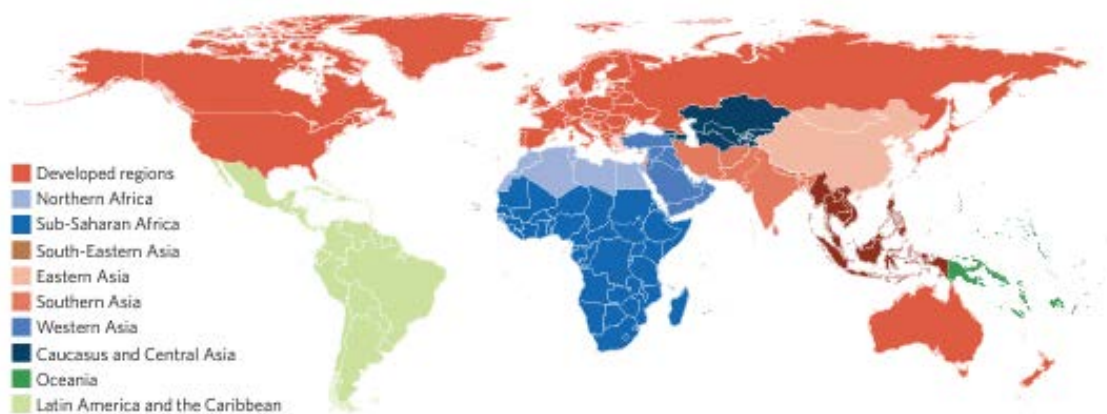 Developed regions
Northern Africa
Sub-Saharan Africa
South-Eastern Asia
Eastern Asia
Southern Asia
Western Asia
Caucasus and Central Asia
Oceania
Latin America and the Caribbean